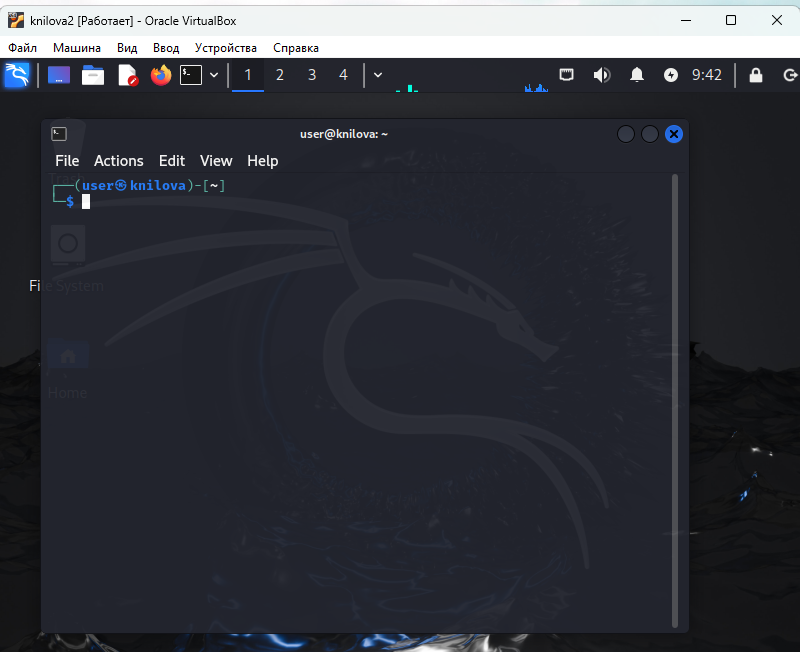 knilova2 [Работает] - Oracle VirtualBox
Файл Машина Вид Ввод Устройства Справка
1 2 3 4 9:42
user@knilova: ~
File Actions Edit View Help
Trash
┌──(user㉿knilova)-[~]
└─$
File System
Home